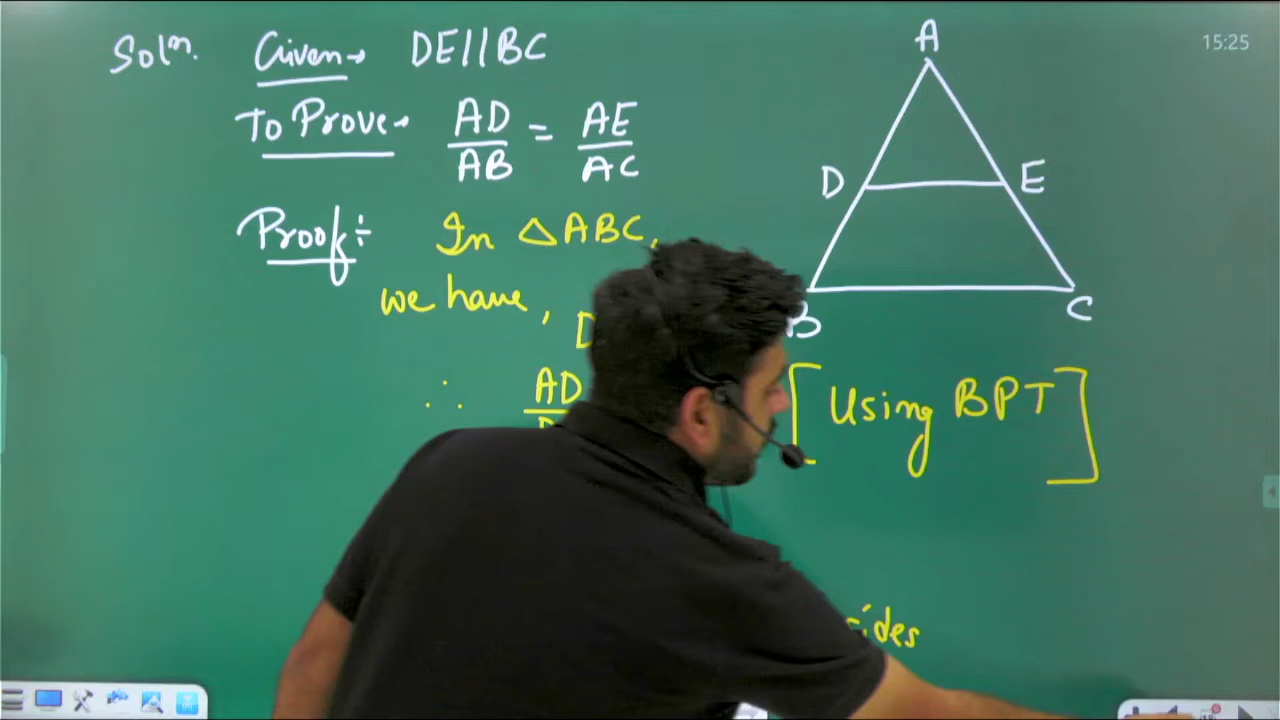 Solⁿ. Given→ DE||BC
To Prove→ AD/AB = AE/AC
Proof÷ In △ABC,
we have,
D
∴ AD
[Using BPT]
sides
A
D E
B C
15:25